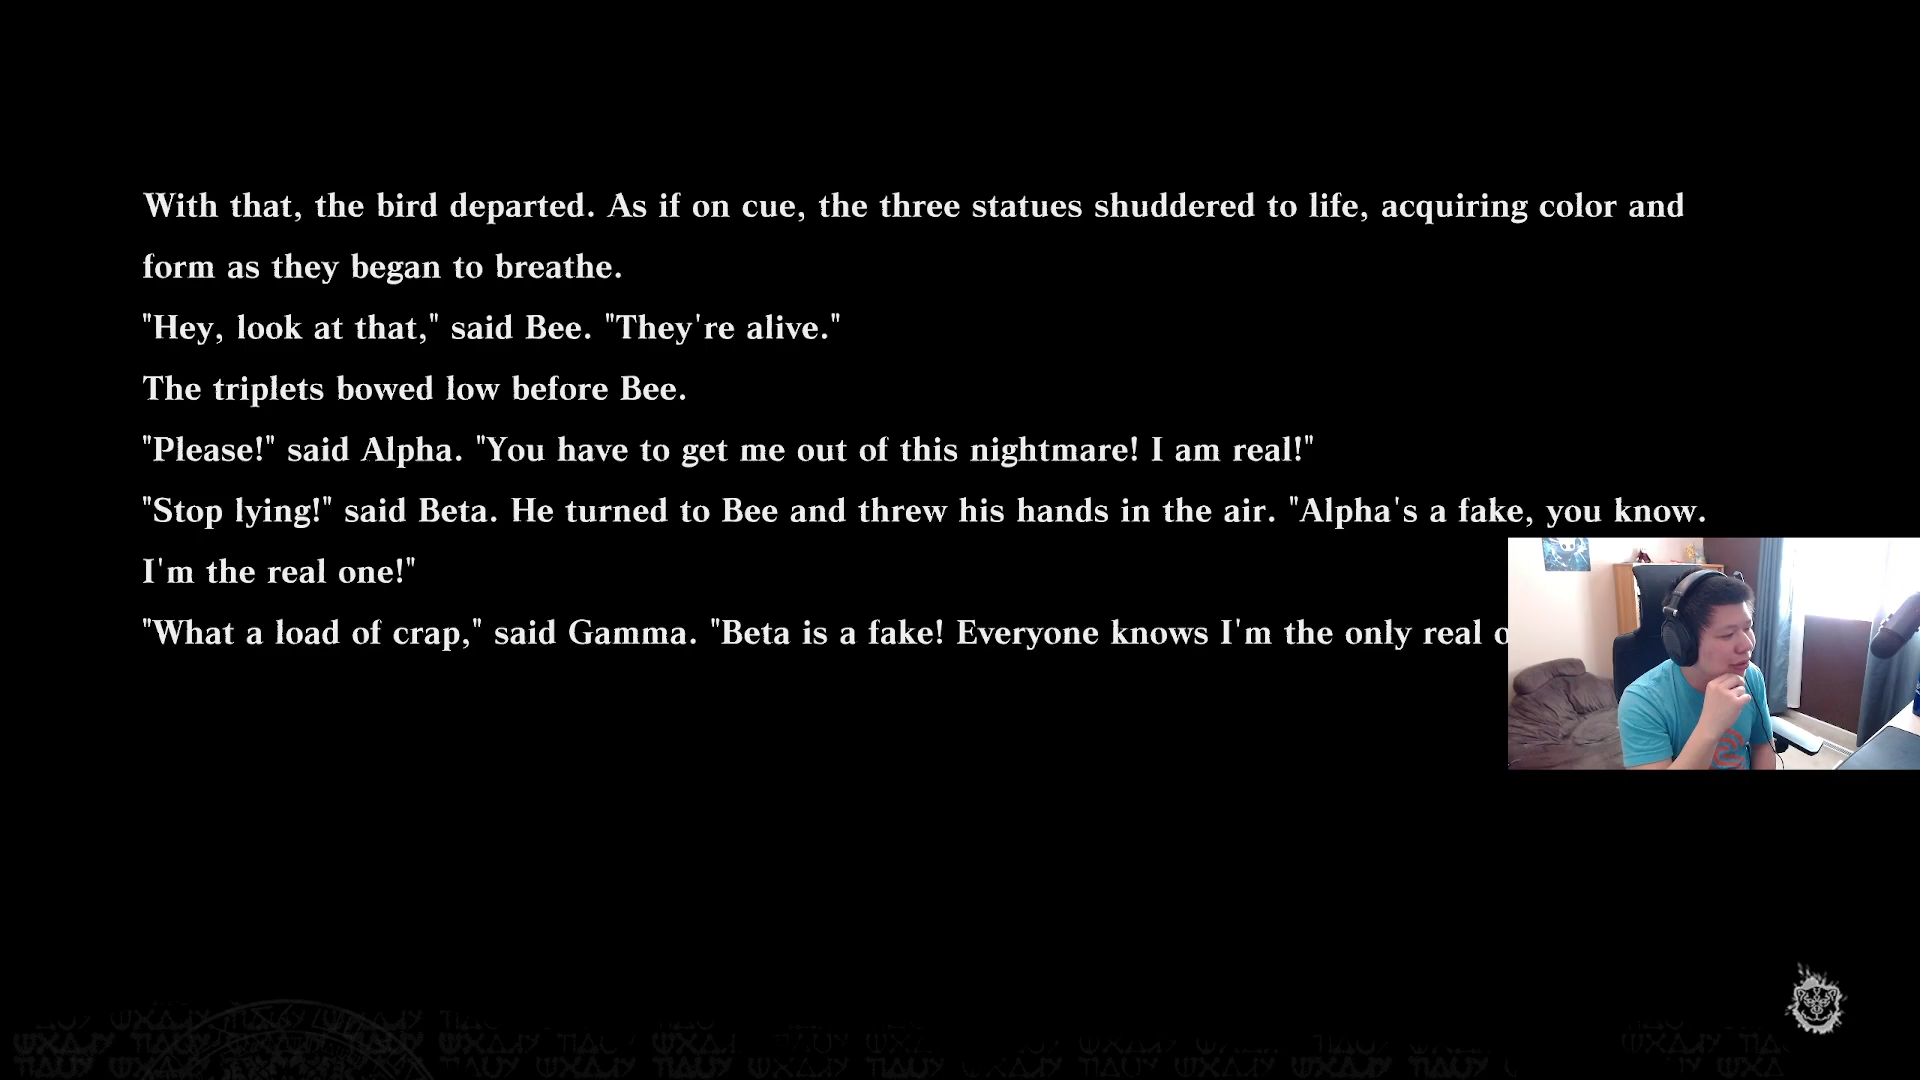 With that, the bird departed. As if on cue, the three statues shuddered to life, acquiring color and
form as they began to breathe.
"Hey, look at that," said Bee. "They're alive."
The triplets bowed low before Bee.
"Please!" said Alpha. "You have to get me out of this nightmare! I am real!"
"Stop lying!" said Beta. He turned to Bee and threw his hands in the air. "Alpha's a fake, you know.
I'm the real one!"
"What a load of crap," said Gamma. "Beta is a fake! Everyone knows I'm the only real